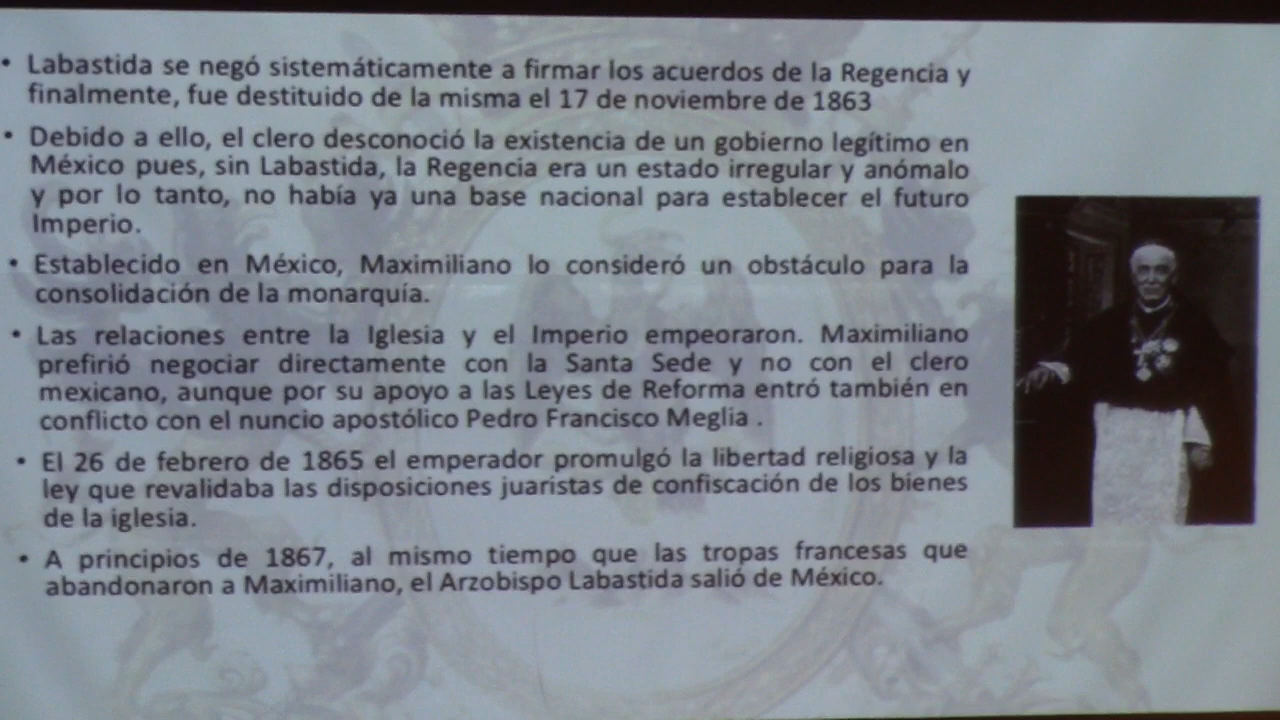 • Labastida se negó sistemáticamente a firmar los acuerdos de la Regencia y
finalmente, fue destituido de la misma el 17 de noviembre de 1863
• Debido a ello, el clero desconoció la existencia de un gobierno legítimo en
México pues, sin Labastida, la Regencia era un estado irregular y anómalo
y por lo tanto, no había ya una base nacional para establecer el futuro
Imperio.
• Establecido en México, Maximiliano lo consideró un obstáculo para la
consolidación de la monarquía.
• Las relaciones entre la Iglesia y el Imperio empeoraron. Maximiliano
prefirió negociar directamente con la Santa Sede y no con el clero
mexicano, aunque por su apoyo a las Leyes de Reforma entró también en
conflicto con el nuncio apostólico Pedro Francisco Meglia .
• El 26 de febrero de 1865 el emperador promulgó la libertad religiosa y la
ley que revalidaba las disposiciones juaristas de confiscación de los bienes
de la iglesia.
• A principios de 1867, al mismo tiempo que las tropas francesas que
abandonaron a Maximiliano, el Arzobispo Labastida salió de México.